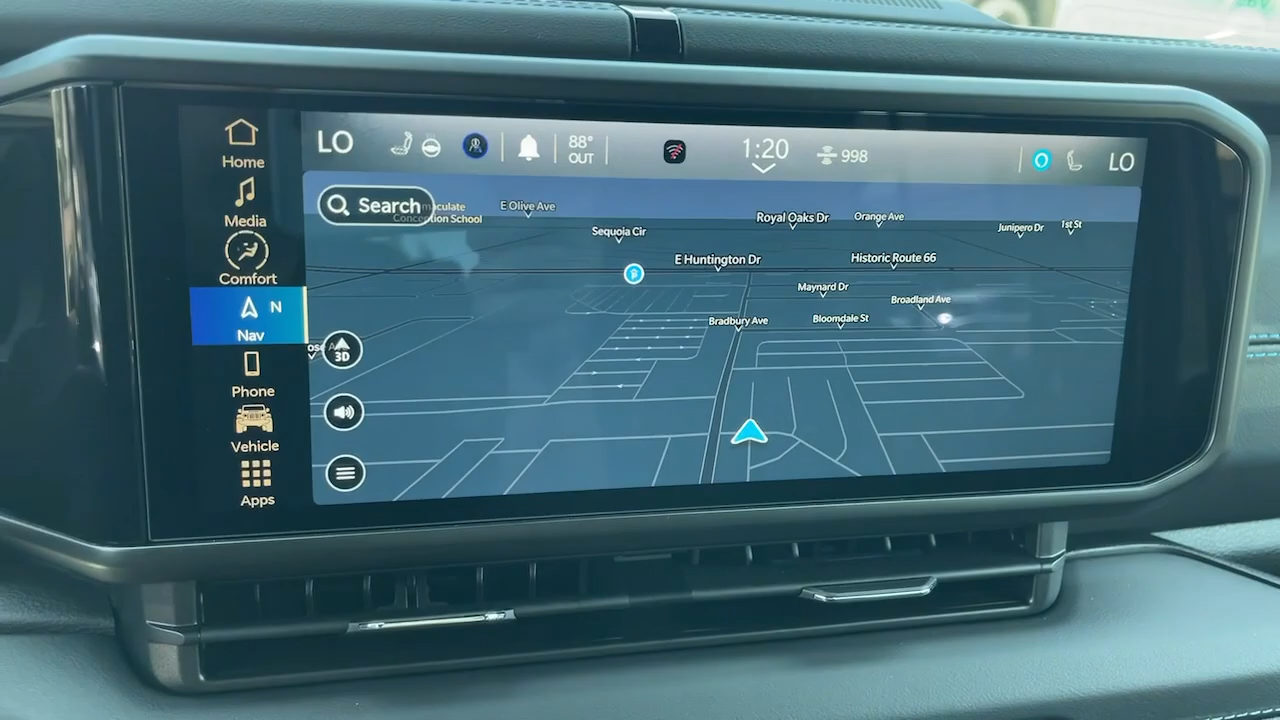 LO
88°
OUT
1:20
998
LO
Home
Media
Comfort
N
Nav
Phone
Vehicle
Apps
Search
maculate
Conception School
E Olive Ave
Sequoia Cir
Royal Oaks Dr
Orange Ave
Junipero Dr
1st St
E Huntington Dr
Historic Route 66
Maynard Dr
Broadland Ave
Bradbury Ave
Bloomdale St
3D